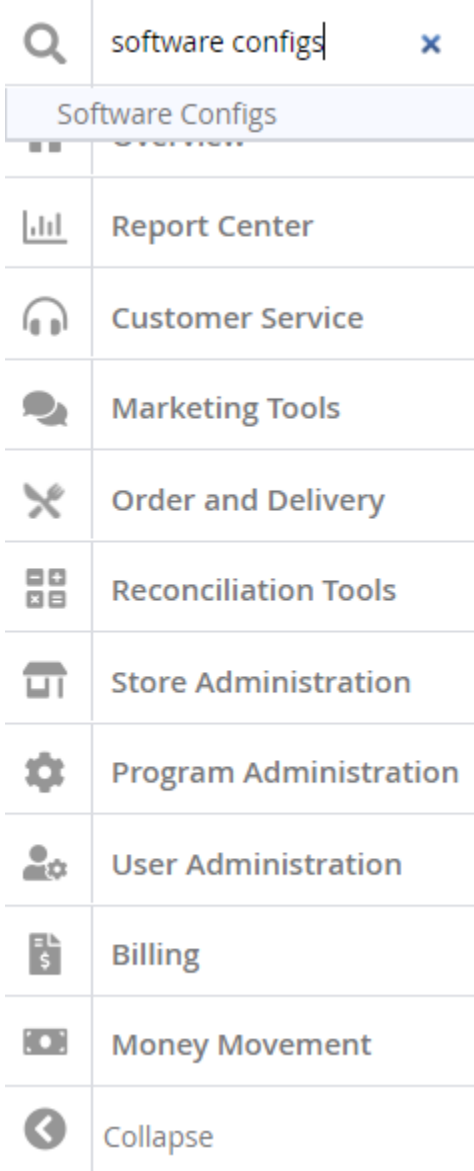 software configs
Software Configs
Overview
Report Center
Customer Service
Marketing Tools
Order and Delivery
Reconciliation Tools
Store Administration
Program Administration
User Administration
Billing
Money Movement
Collapse